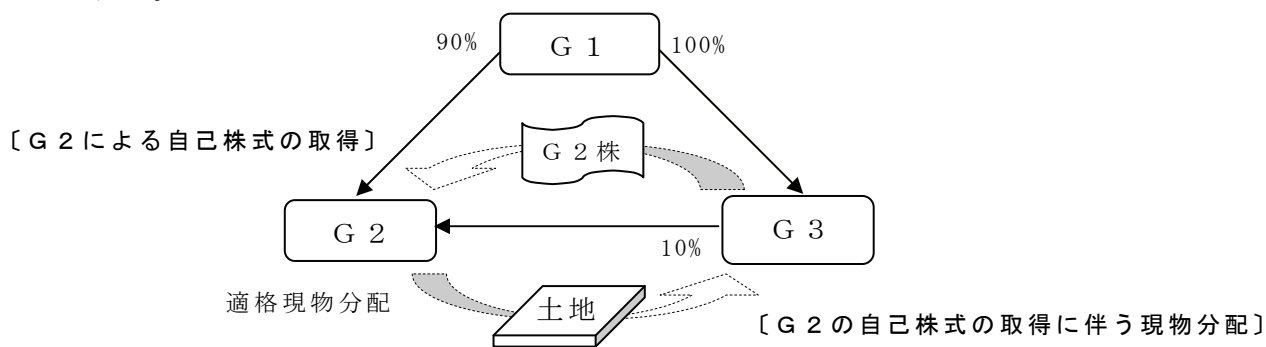 90%
Ｇ１
100%
〔Ｇ２による自己株式の取得〕
Ｇ２株
Ｇ２
Ｇ３
10%
適格現物分配
土地
〔Ｇ２の自己株式の取得に伴う現物分配〕